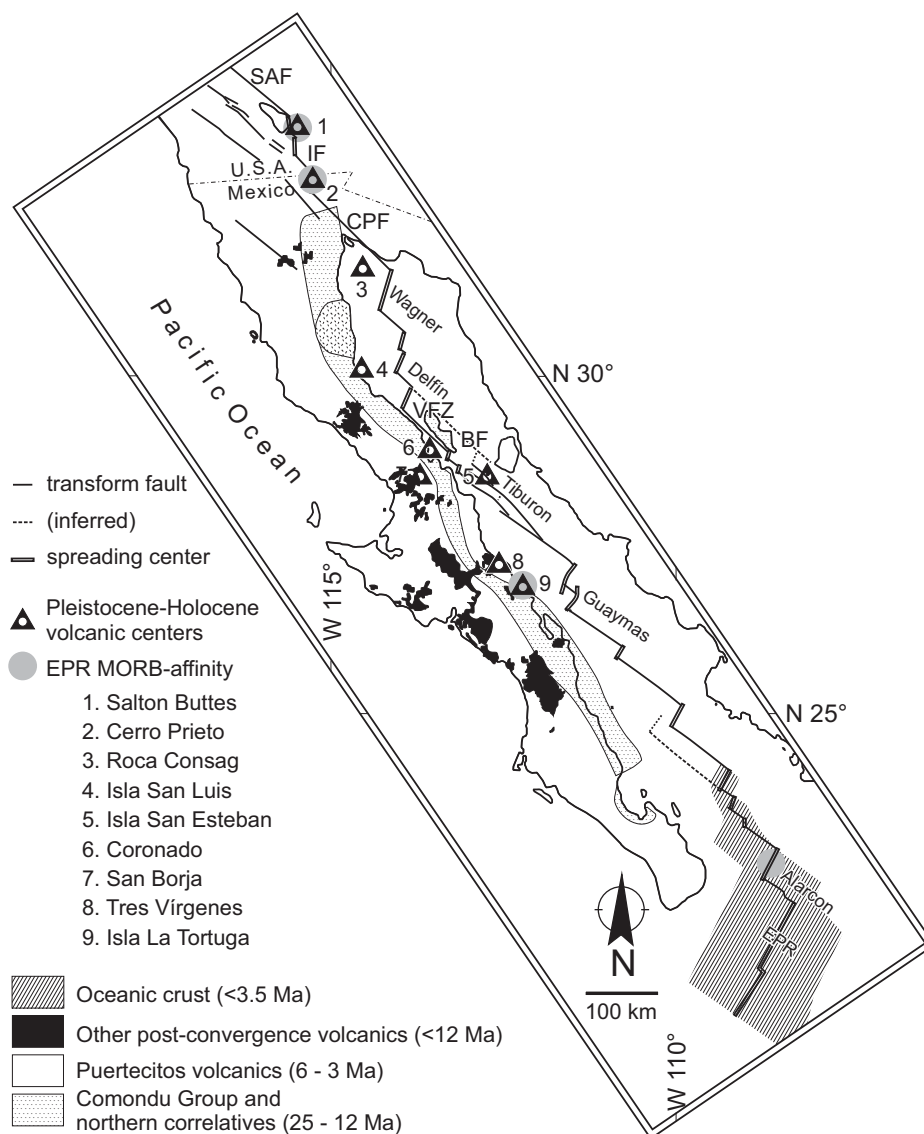 SAF
1
IF
U.S.A.
Mexico
2
CPF
3
Wagner
Pacific Ocean
4
Delfín
N 30°
VFZ
BF
6
5
Tiburon
transform fault
(inferred)
spreading center
8
9
W 115°
Guaymas
Pleistocene-Holocene
volcanic centers
EPR MORB-affinity
1. Salton Buttes
2. Cerro Prieto
3. Roca Consag
4. Isla San Luis
5. Isla San Esteban
6. Coronado
7. San Borja
8. Tres Vírgenes
9. Isla La Tortuga
N 25°
Alarcon
EPR
N
100 km
W 110°
Oceanic crust (<3.5 Ma)
Other post-convergence volcanics (<12 Ma)
Puertecitos volcanics (6 - 3 Ma)
Comondu Group and
northern correlatives (25 - 12 Ma)